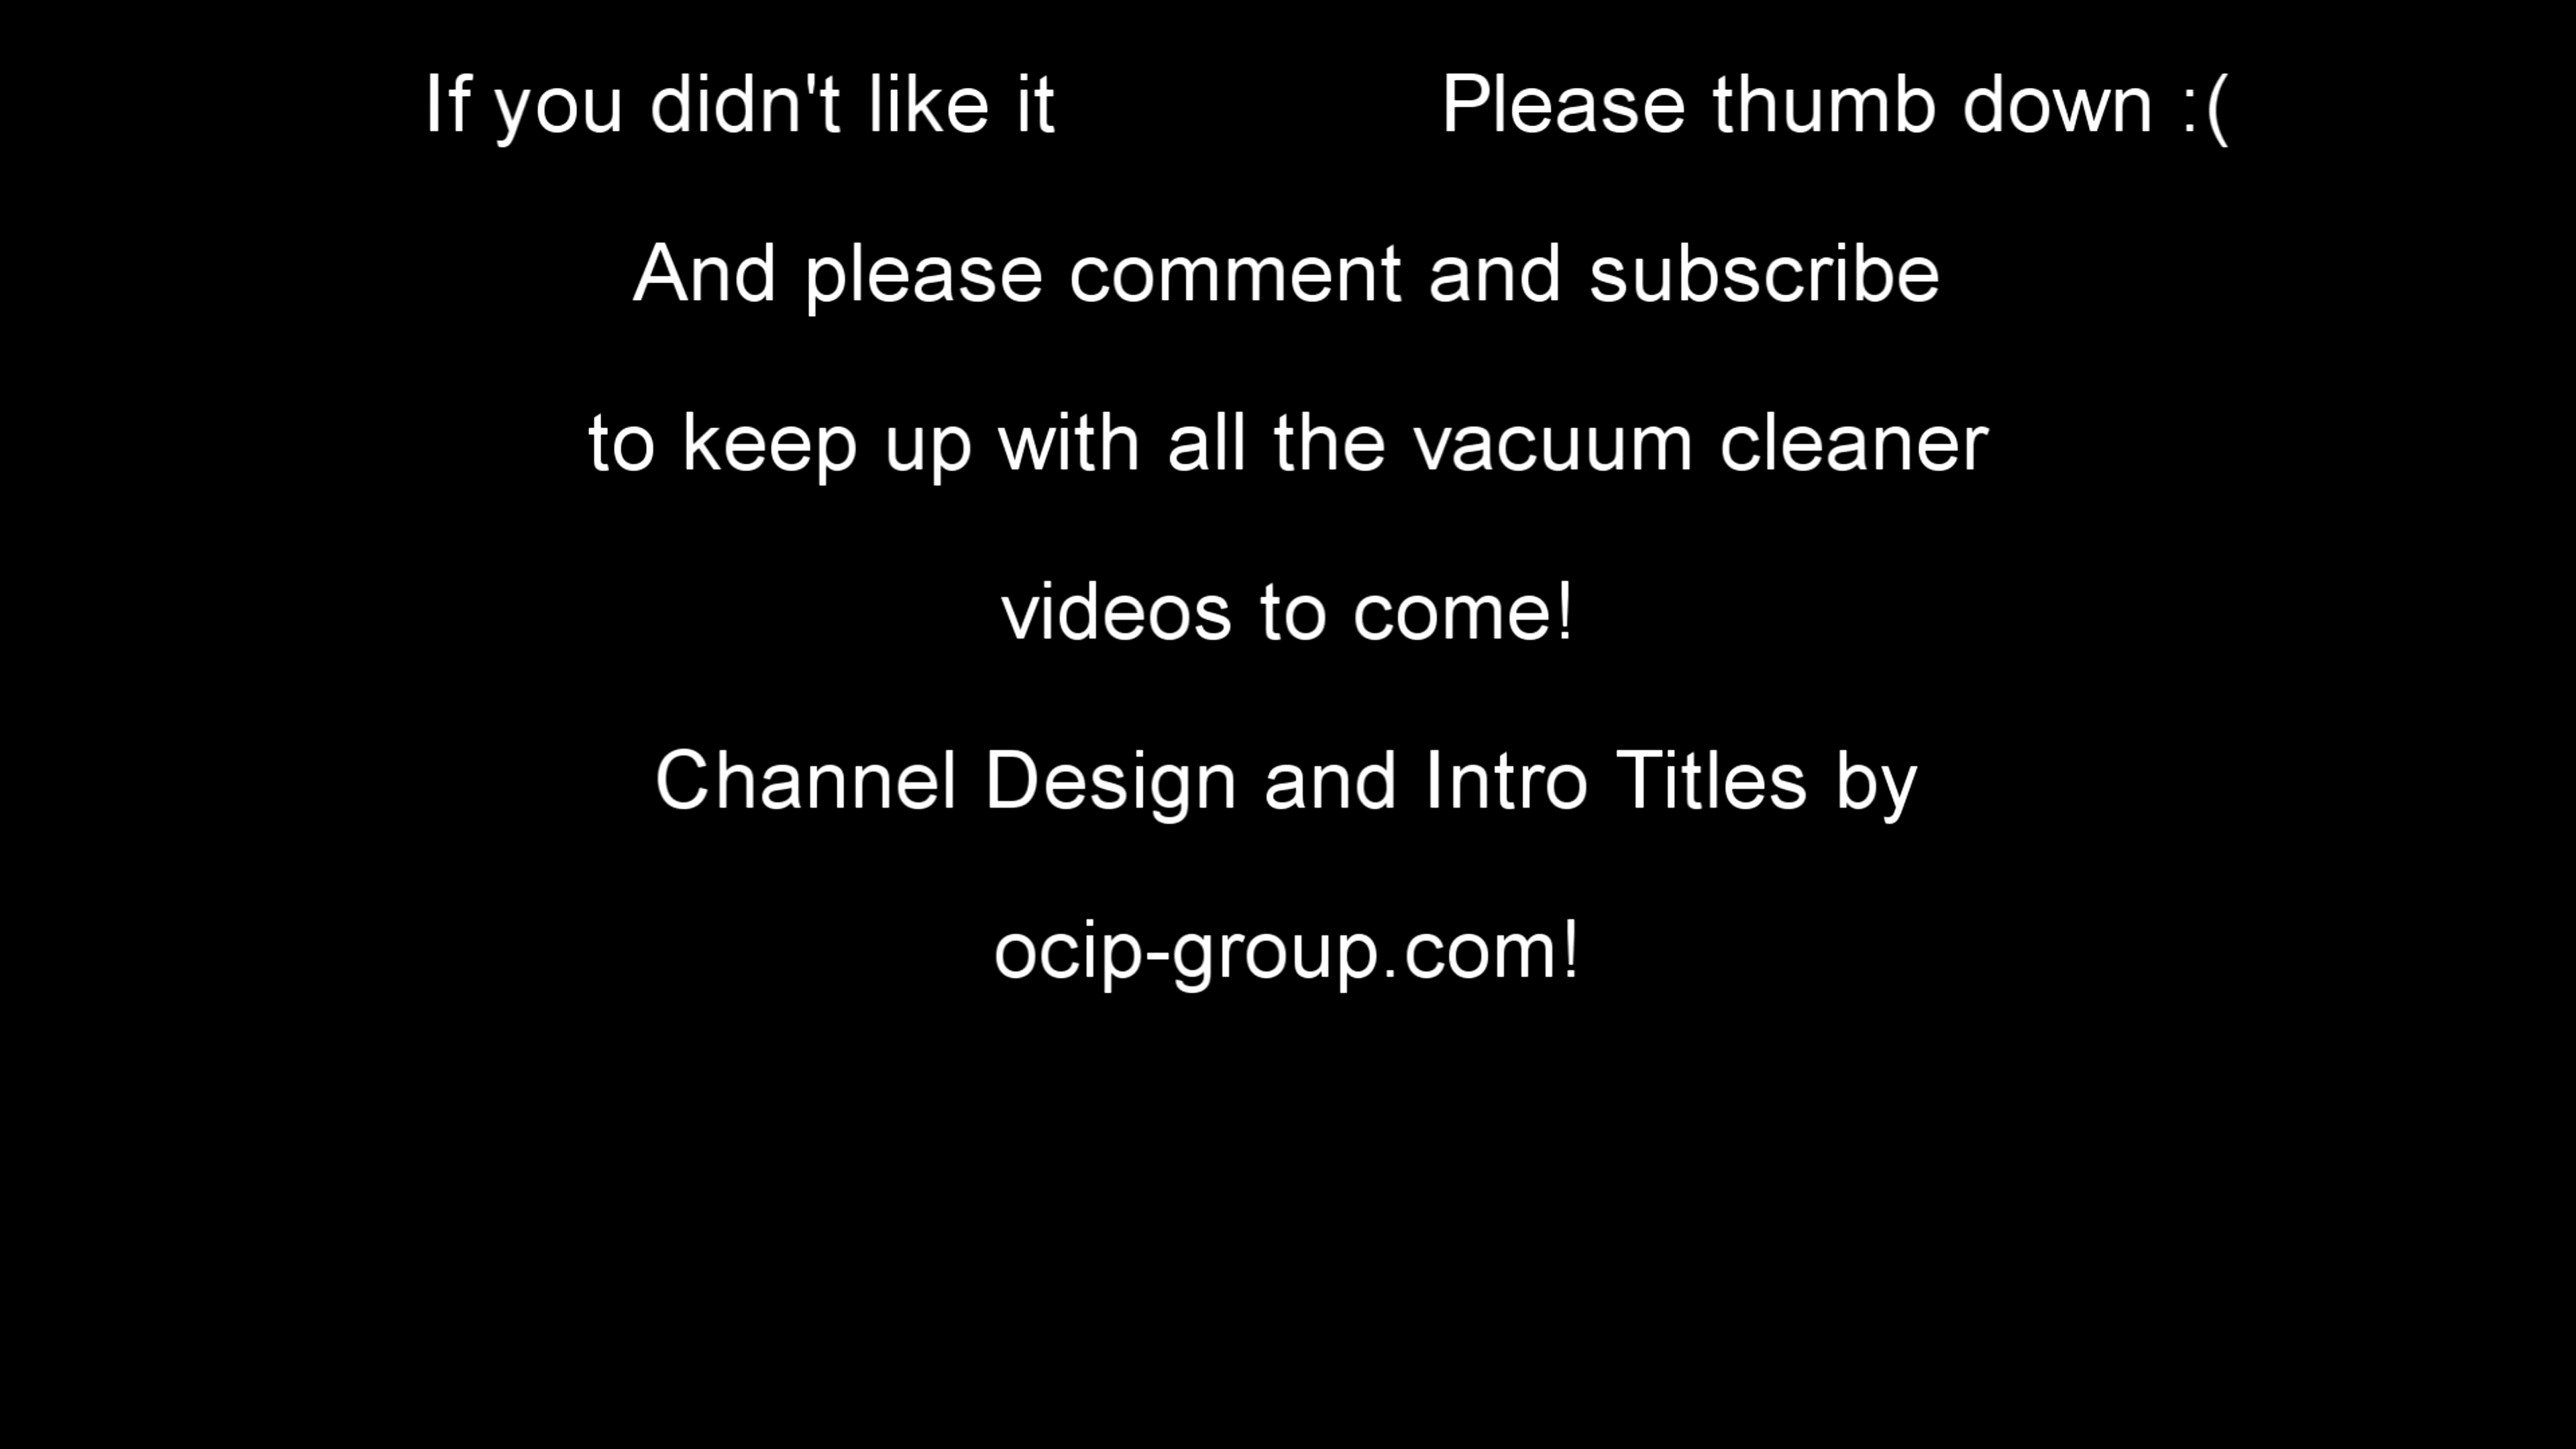 If you didn't like it Please thumb down :(
And please comment and subscribe
to keep up with all the vacuum cleaner
videos to come!
Channel Design and Intro Titles by
ocip-group.com!